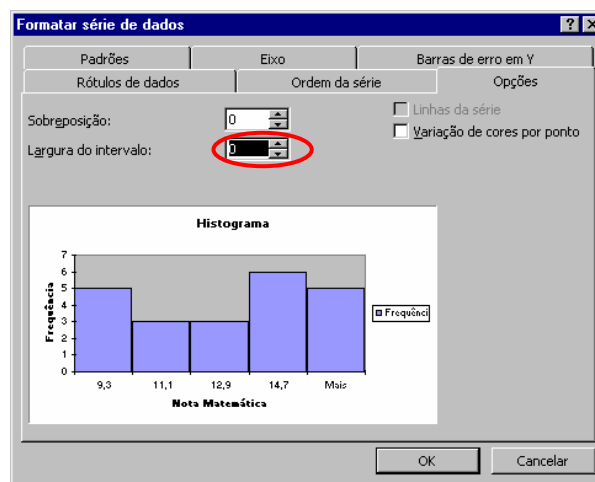 Formatar série de dados
Padrões Eixo Barras de erro em Y
Rótulos de dados Ordem da série Opções
Sobreposição: 0 Linhas da série
Largura do intervalo: 0 Variação de cores por ponto
Histograma
7
6
5
4
3
2
1
0
Frequência
Frequênci
9,3 11,1 12,9 14,7 Mais
Nota Matemática
OK Cancelar